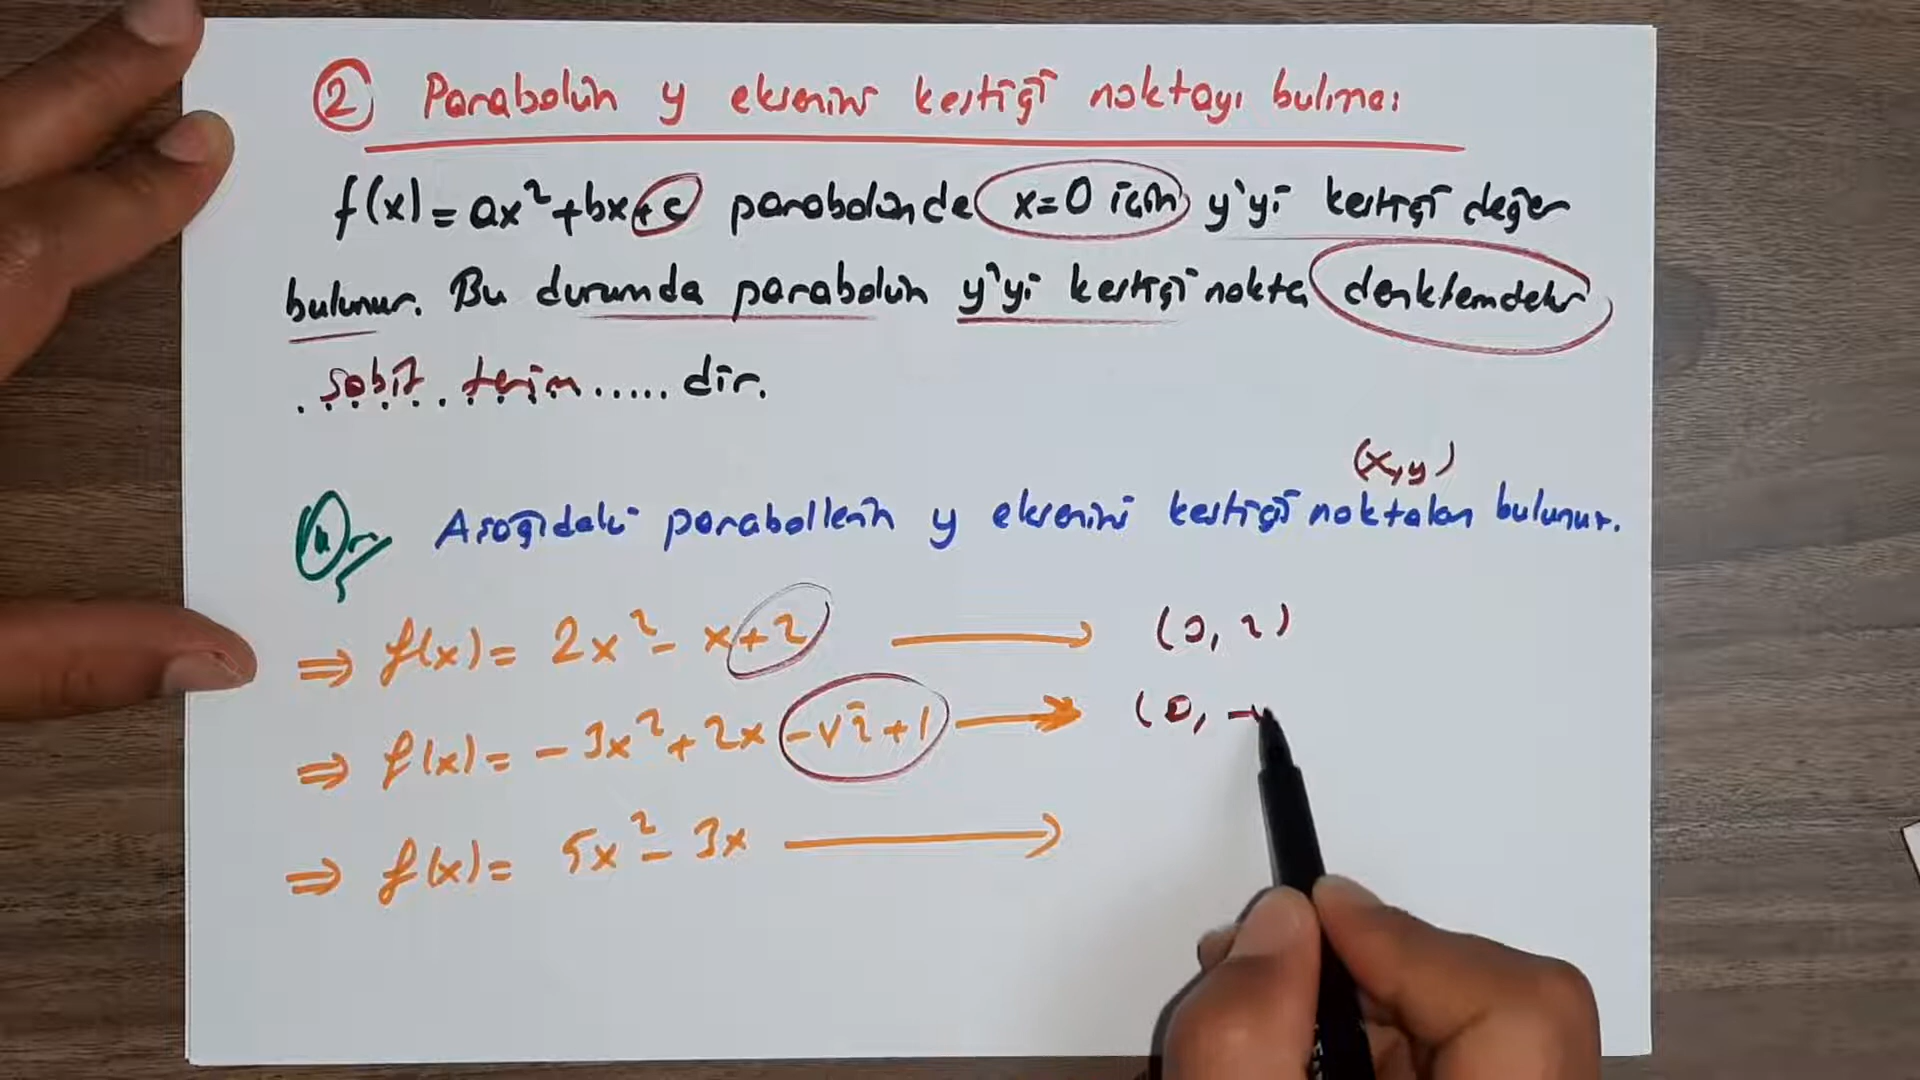 ② Parabolün y eksenini kestiği noktayı bulma:
f(x) = ax² + bx + c parabolünde x=0 için y'yi kestiği değer
bulunur. Bu durumda parabolün y'yi kestiği nokta denklemdeki
.sabit..terim.....dir.
(x,y)
Ör Aşağıdaki parabollerin y eksenini kestiği noktaları bulunuz.
⇒ f(x) = 2x² - x + 2 → (0, 2)
⇒ f(x) = -3x² + 2x - √2 + 1 → (0, -
⇒ f(x) = 5x² - 3x →